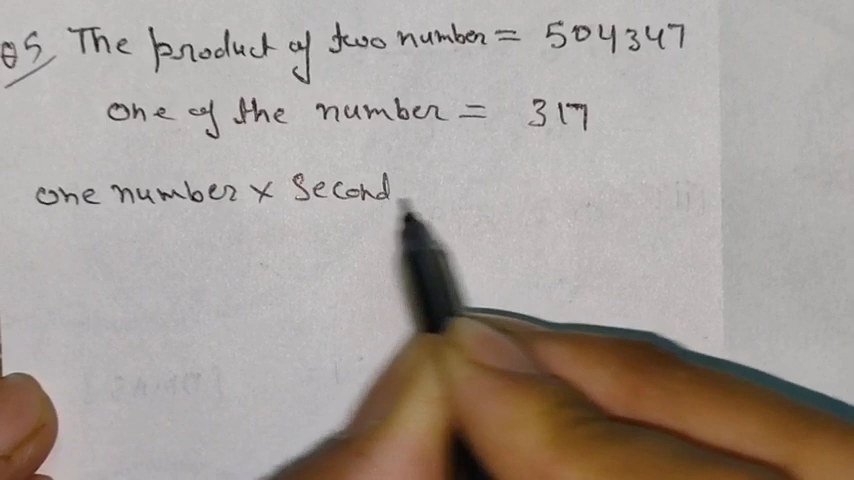 Q5 The product of two number = 504347
one of the number = 317
one number × Second